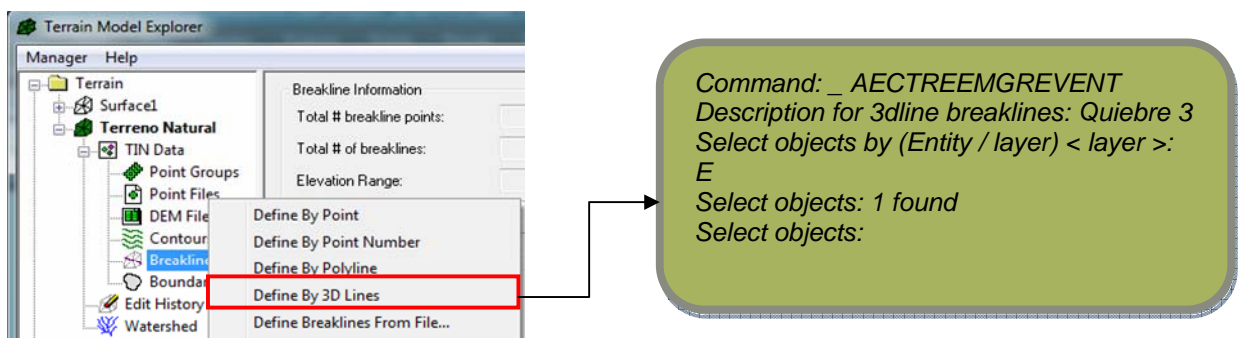 Terrain Model Explorer
Manager Help
Terrain
Surface1
Terreno Natural
TIN Data
Point Groups
Point Files
DEM File
Contour
Breakline
Boundar
Edit History
Watershed
Breakline Information
Total # breakline points:
Total # of breaklines:
Elevation Range:
Define By Point
Define By Point Number
Define By Polyline
Define By 3D Lines
Define Breaklines From File...
Command: _ AECTREEMGREVENT
Description for 3dline breaklines: Quiebre 3
Select objects by (Entity / layer) < layer >:
E
Select objects: 1 found
Select objects: